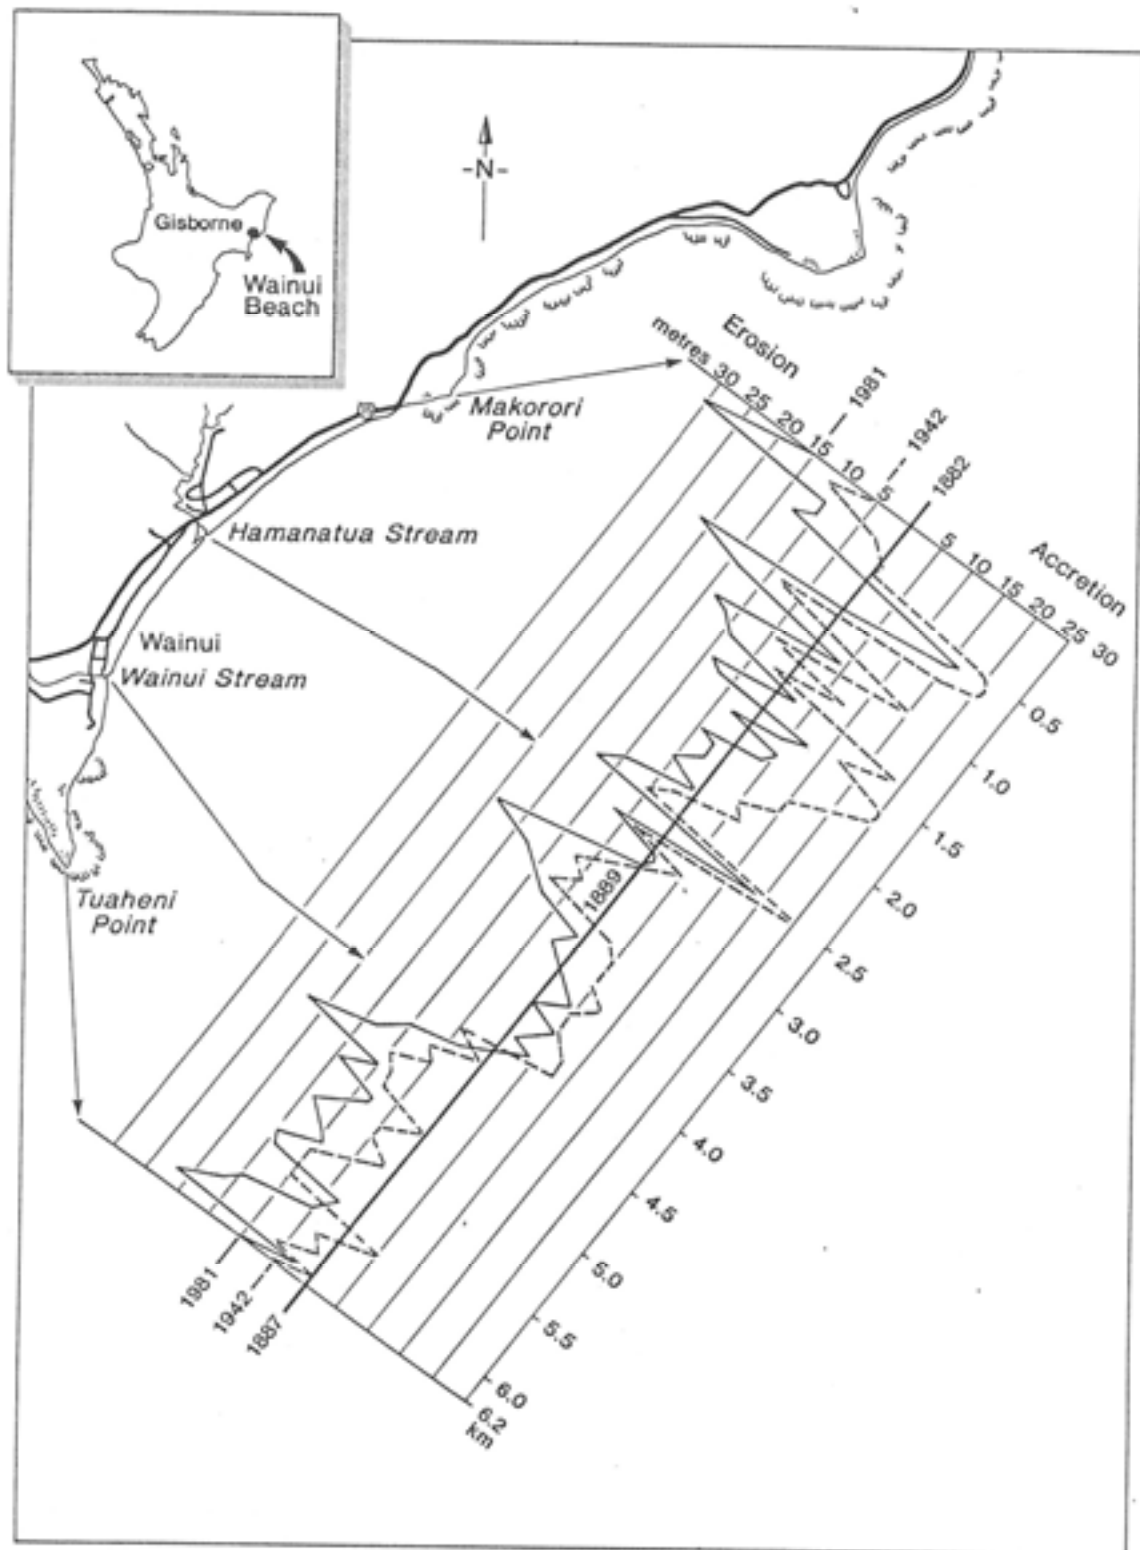 Gisborne
Wainui
Beach
-N-
Makorori
Point
Hamanatua Stream
Wainui
Wainui Stream
Tuaheni
Point
Erosion
metres 30 25 20 15 10 5
1981
1942
1882
5 10 15 20 25 30
Accretion
0.5
1.0
1.5
2.0
2.5
3.0
3.5
4.0
4.5
5.0
5.5
6.0
6.2
km
1889
1981
1942
1887